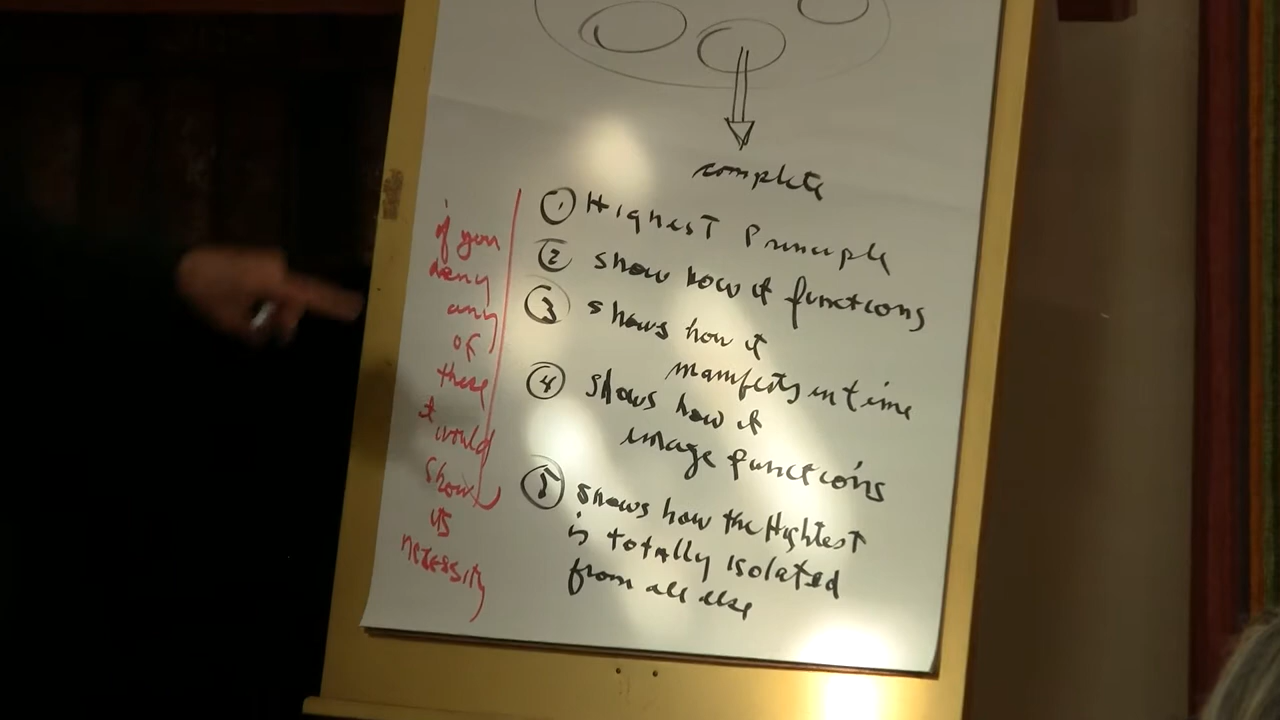 complete
① Highest Principle
② show how it functions
③ shows how it
manifests in time
④ shows how it
image functions
⑤ shows how the Hightest
is totally isolated
from all else
if you
deny
any
of
these
it would
show
us
necessity